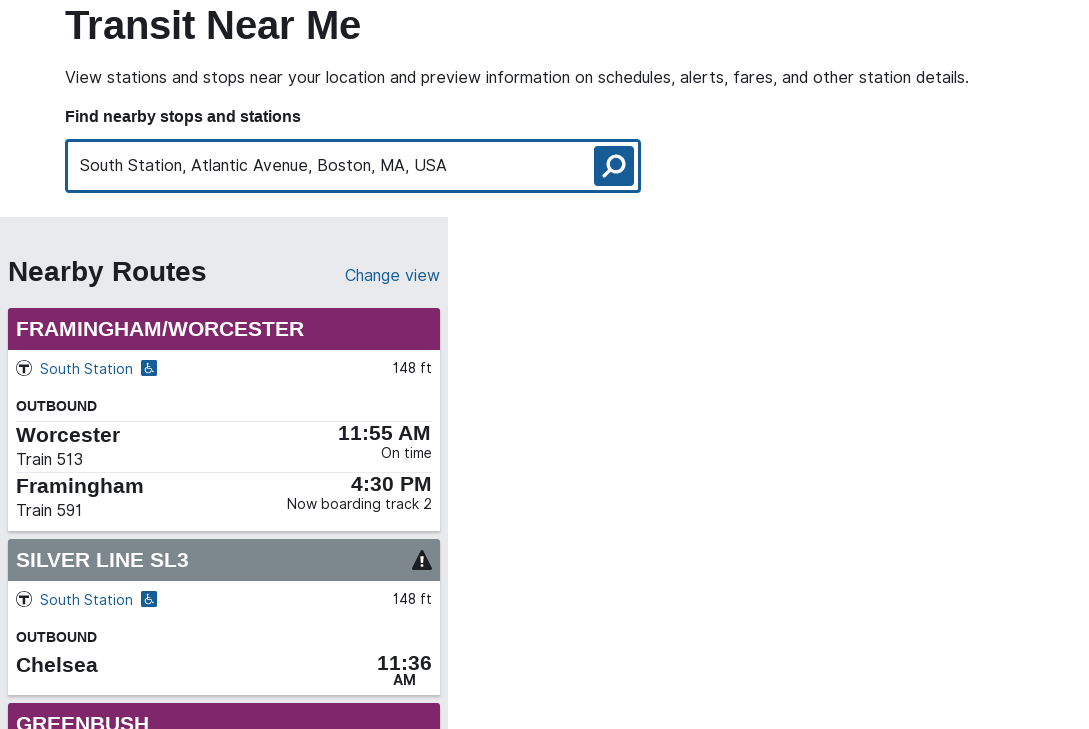 Transit Near Me
View stations and stops near your location and preview information on schedules, alerts, fares, and other station details.
Find nearby stops and stations
South Station, Atlantic Avenue, Boston, MA, USA
Nearby Routes
Change view
FRAMINGHAM/WORCESTER
T South Station 148 ft
OUTBOUND
Worcester 11:55 AM
Train 513 On time
Framingham 4:30 PM
Train 591 Now boarding track 2
SILVER LINE SL3
T South Station 148 ft
OUTBOUND
Chelsea 11:36
AM
GREENBUSH